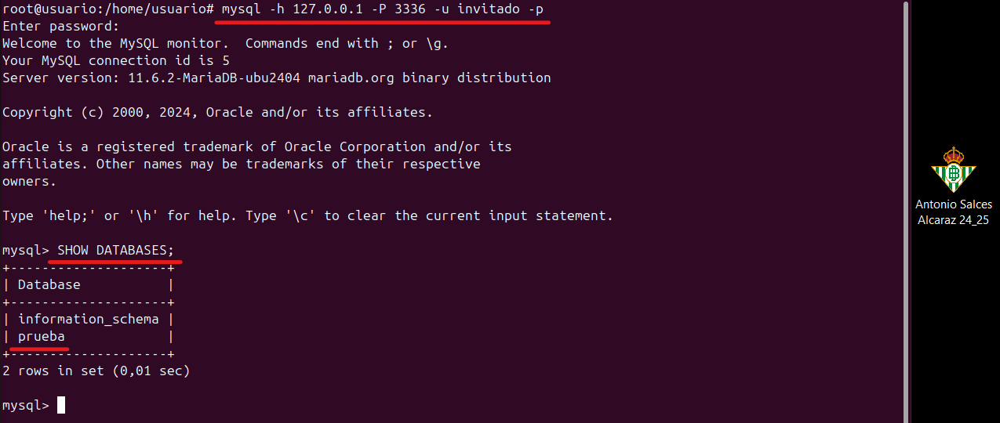 root@usuario:/home/usuario# mysql -h 127.0.0.1 -P 3336 -u invitado -p
Enter password:
Welcome to the MySQL monitor.  Commands end with ; or \g.
Your MySQL connection id is 5
Server version: 11.6.2-MariaDB-ubu2404 mariadb.org binary distribution

Copyright (c) 2000, 2024, Oracle and/or its affiliates.

Oracle is a registered trademark of Oracle Corporation and/or its
affiliates. Other names may be trademarks of their respective
owners.

Type 'help;' or '\h' for help. Type '\c' to clear the current input statement.

mysql> SHOW DATABASES;
+--------------------+
| Database           |
+--------------------+
| information_schema |
| prueba             |
+--------------------+
2 rows in set (0,01 sec)

mysql>
Antonio Salces
Alcaraz 24_25